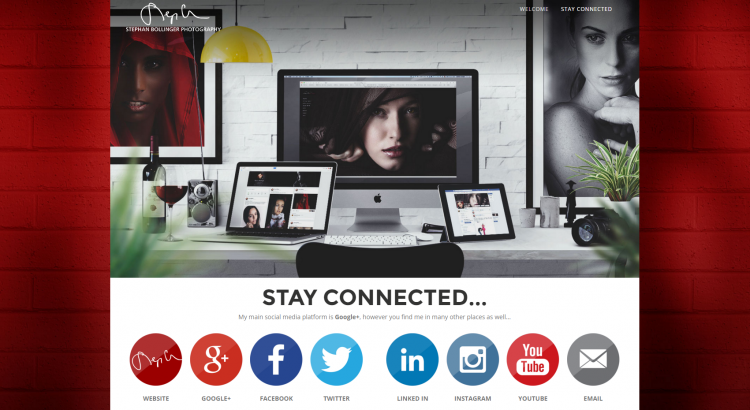 WELCOME STAY CONNECTED
STEPHAN BOLLINGER PHOTOGRAPHY
STAY CONNECTED...
My main social media platform is Google+, however you find me in many other places as well...
g+
f
in
You
Tube
WEBSITE GOOGLE+ FACEBOOK TWITTER LINKED IN INSTAGRAM YOUTUBE EMAIL